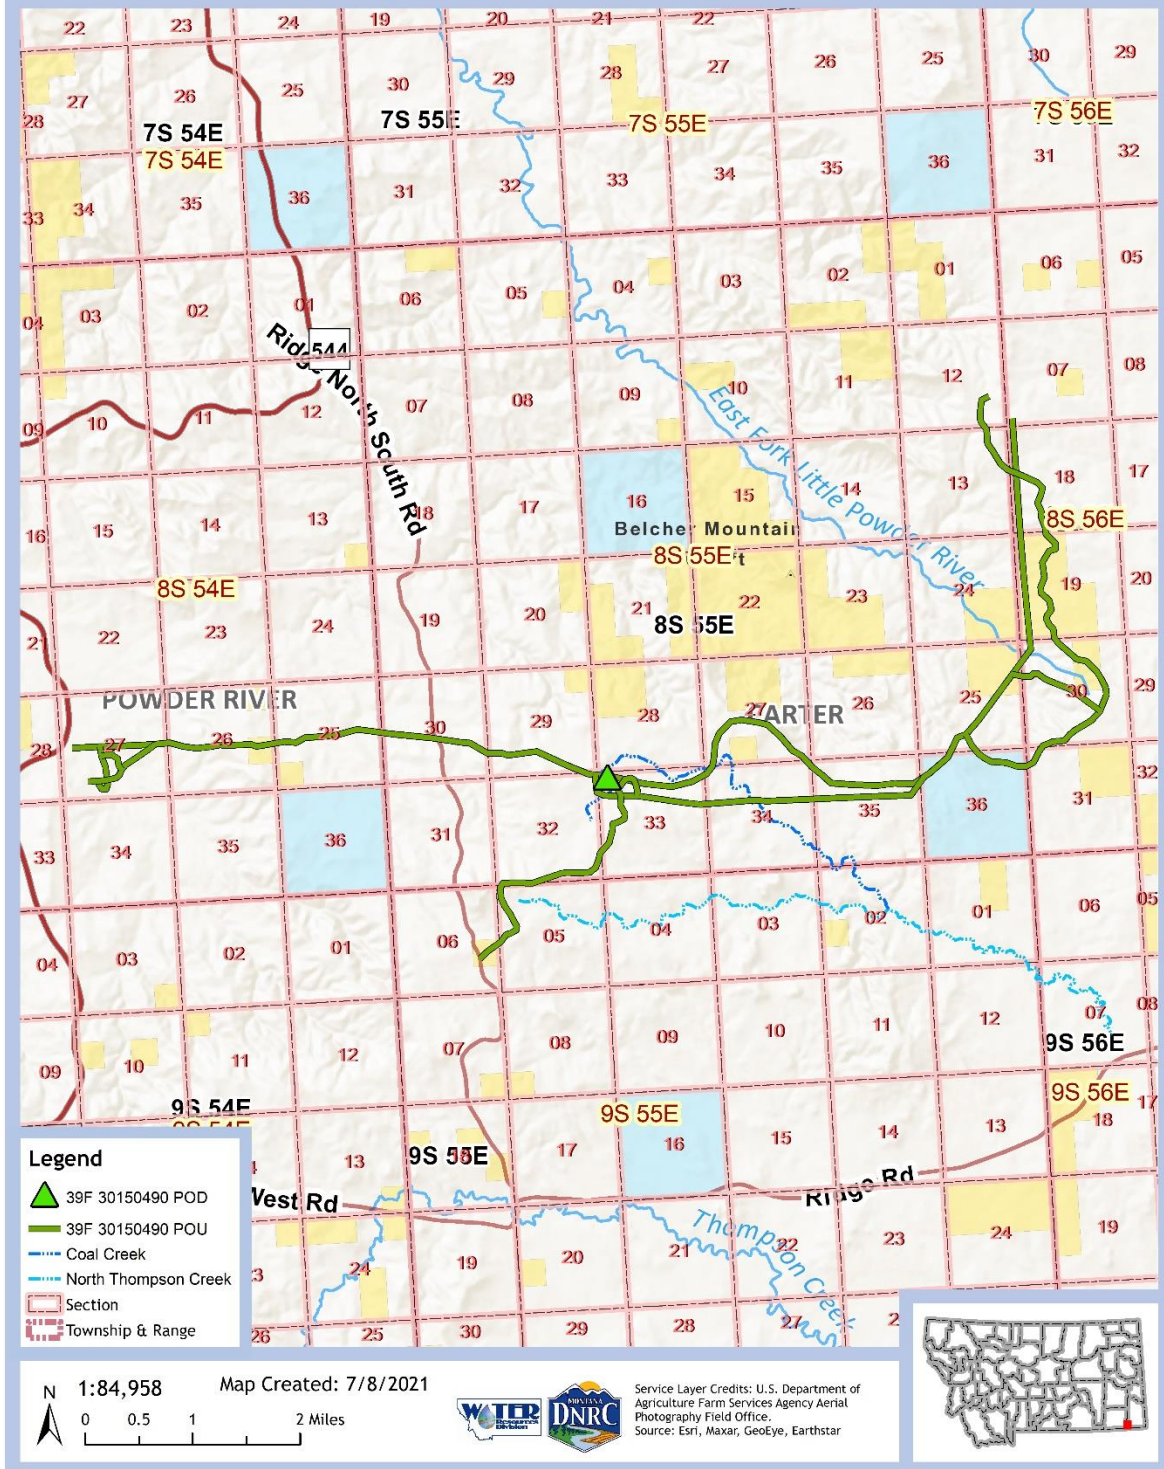 22 23 24 19 20 21 22
27 26 25 30 29 28 27 26 25 30 29
28
7S 54E 7S 55E 7S 55E 7S 56E
7S 54E
33 34 35 36 31 32 33 34 35 36 31 32
04 03 02 01 06 05 04 03 02 01 06 05
544
Ridge North South Rd
09 10 11 12 07 08 09 10 11 12 07 08
East Fork Little Powder River
16 15 14 13 18 17 16 15 14 13 18 17
Belcher Mountain
8S 54E 8S 55E 8S 56E
8S 55E
21 22 23 24 19 20 21 22 23 24 19 20
POWDER RIVER
ARTER
28 27 26 25 30 29 28 27 26 25 30 29
33 34 35 36 31 32 33 34 35 36 31 32
04 03 02 01 06 05 04 03 02 01 06 05
09 10 11 12 07 08 09 10 11 12 07 08
9S 56E
9S 54E 9S 55E 9S 56E
9S 55E
13 18 17 16 15 14 13 18 17
West Rd
Ridge Rd
Thompson Creek
24 19 20 21 22 23 24 19
26 25 30 29 28 27
Legend
39F 30150490 POD
39F 30150490 POU
Coal Creek
North Thompson Creek
Section
Township & Range
N
1:84,958
Map Created: 7/8/2021
0 0.5 1 2 Miles
WATER
Resources
Division
MONTANA
DNRC
Service Layer Credits: U.S. Department of
Agriculture Farm Services Agency Aerial
Photography Field Office.
Source: Esri, Maxar, GeoEye, Earthstar